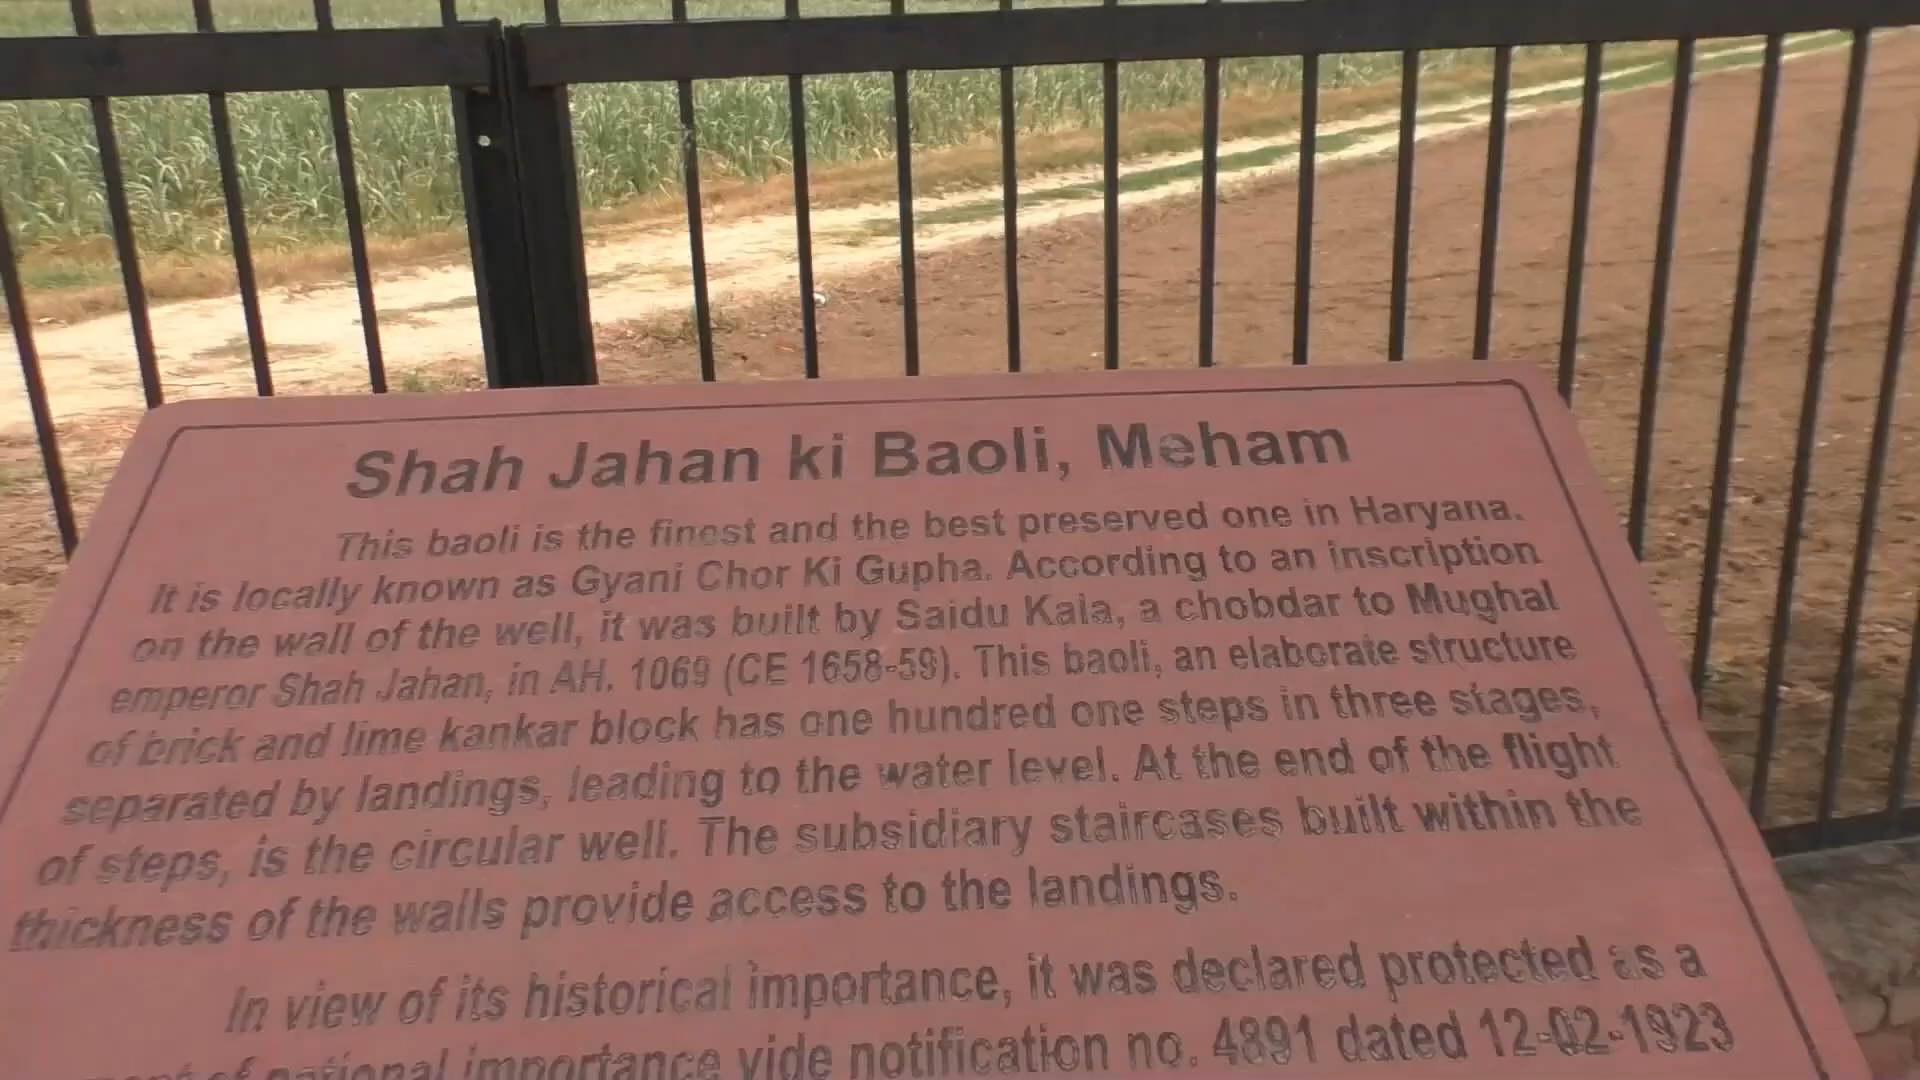 Shah Jahan ki Baoli, Meham
This baoli is the finest and the best preserved one in Haryana.
It is locally known as Gyani Chor Ki Gupha. According to an inscription
on the wall of the well, it was built by Saidu Kala, a chobdar to Mughal
emperor Shah Jahan, in AH. 1069 (CE 1658-59). This baoli, an elaborate structure
of brick and lime kankar block has one hundred one steps in three stages,
separated by landings, leading to the water level. At the end of the flight
of steps, is the circular well. The subsidiary staircases built within the
thickness of the walls provide access to the landings.
In view of its historical importance, it was declared protected as a
of national importance vide notification no. 4891 dated 12-02-1923